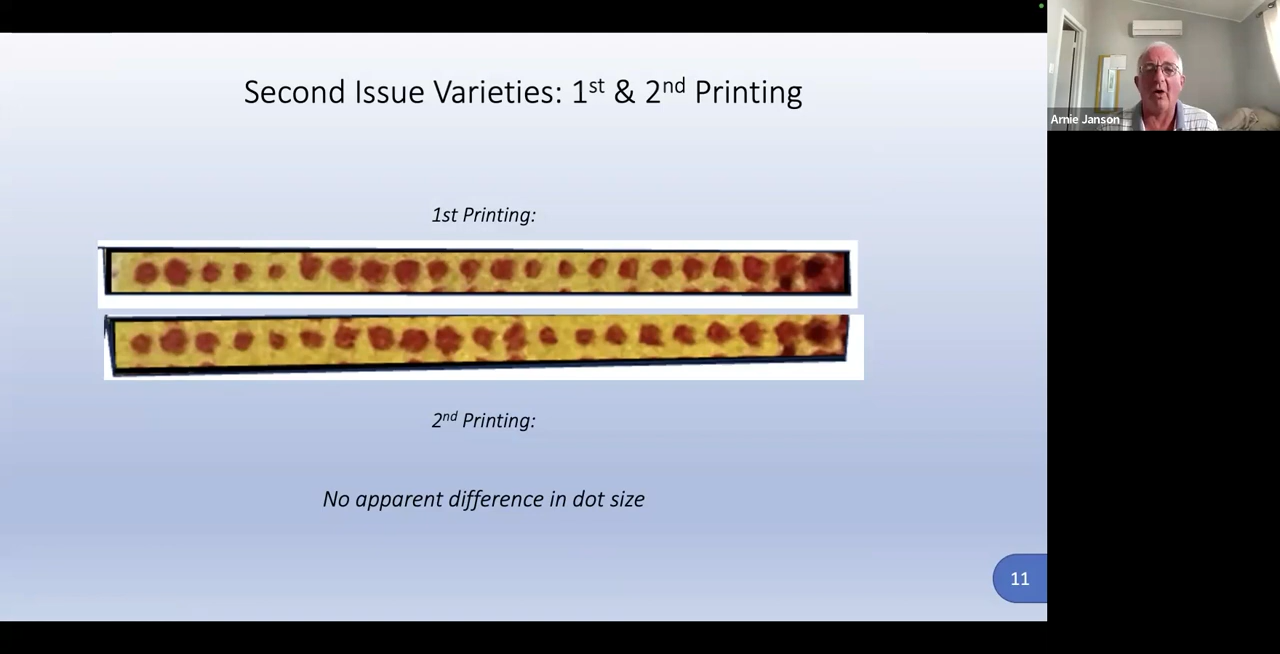 Second Issue Varieties: 1st & 2nd Printing
Arnie Janson
1st Printing:
2nd Printing:
No apparent difference in dot size
11